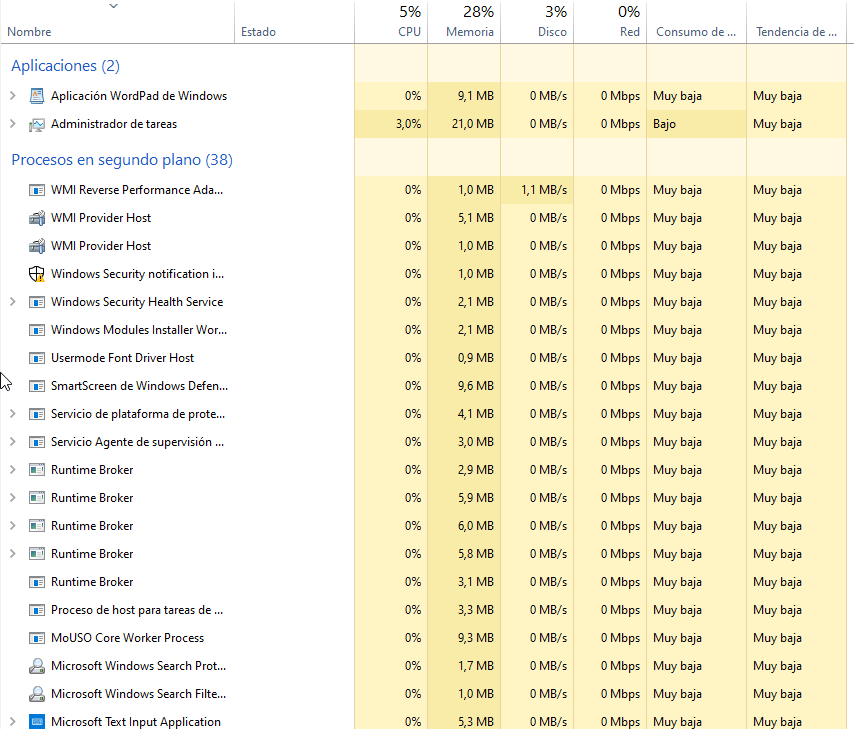 5% 28% 3% 0%
Nombre Estado CPU Memoria Disco Red Consumo de ... Tendencia de ...
Aplicaciones (2)
Aplicación WordPad de Windows 0% 9,1 MB 0 MB/s 0 Mbps Muy baja Muy baja
Administrador de tareas 3,0% 21,0 MB 0 MB/s 0 Mbps Bajo Muy baja
Procesos en segundo plano (38)
WMI Reverse Performance Ada... 0% 1,0 MB 1,1 MB/s 0 Mbps Muy baja Muy baja
WMI Provider Host 0% 5,1 MB 0 MB/s 0 Mbps Muy baja Muy baja
WMI Provider Host 0% 1,0 MB 0 MB/s 0 Mbps Muy baja Muy baja
Windows Security notification i... 0% 1,0 MB 0 MB/s 0 Mbps Muy baja Muy baja
Windows Security Health Service 0% 2,1 MB 0 MB/s 0 Mbps Muy baja Muy baja
Windows Modules Installer Wor... 0% 2,1 MB 0 MB/s 0 Mbps Muy baja Muy baja
Usermode Font Driver Host 0% 0,9 MB 0 MB/s 0 Mbps Muy baja Muy baja
SmartScreen de Windows Defen... 0% 9,6 MB 0 MB/s 0 Mbps Muy baja Muy baja
Servicio de plataforma de prote... 0% 4,1 MB 0 MB/s 0 Mbps Muy baja Muy baja
Servicio Agente de supervisión ... 0% 3,0 MB 0 MB/s 0 Mbps Muy baja Muy baja
Runtime Broker 0% 2,9 MB 0 MB/s 0 Mbps Muy baja Muy baja
Runtime Broker 0% 5,9 MB 0 MB/s 0 Mbps Muy baja Muy baja
Runtime Broker 0% 6,0 MB 0 MB/s 0 Mbps Muy baja Muy baja
Runtime Broker 0% 5,8 MB 0 MB/s 0 Mbps Muy baja Muy baja
Runtime Broker 0% 3,1 MB 0 MB/s 0 Mbps Muy baja Muy baja
Proceso de host para tareas de ... 0% 3,3 MB 0 MB/s 0 Mbps Muy baja Muy baja
MoUSO Core Worker Process 0% 9,3 MB 0 MB/s 0 Mbps Muy baja Muy baja
Microsoft Windows Search Prot... 0% 1,7 MB 0 MB/s 0 Mbps Muy baja Muy baja
Microsoft Windows Search Filte... 0% 1,0 MB 0 MB/s 0 Mbps Muy baja Muy baja
Microsoft Text Input Application 0% 5,3 MB 0 MB/s 0 Mbps Muy baja Muy baja